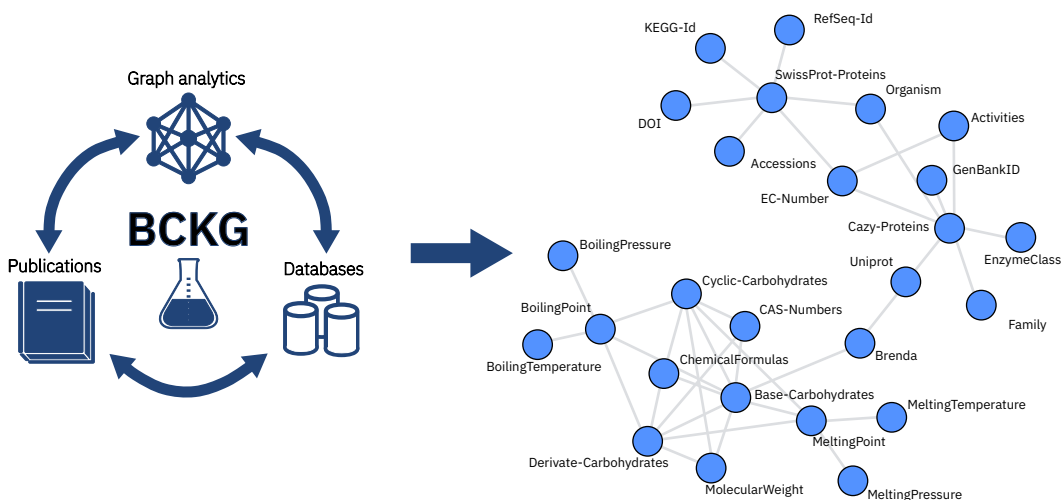 Graph analytics
BCKG
Publications
Databases
KEGG-Id
RefSeq-Id
SwissProt-Proteins
Organism
DOI
Activities
Accessions
GenBankID
EC-Number
Cazy-Proteins
EnzymeClass
Uniprot
Family
Brenda
BoilingPressure
Cyclic-Carbohydrates
BoilingPoint
CAS-Numbers
BoilingTemperature
ChemicalFormulas
Base-Carbohydrates
MeltingTemperature
MeltingPoint
Derivate-Carbohydrates
MolecularWeight
MeltingPressure